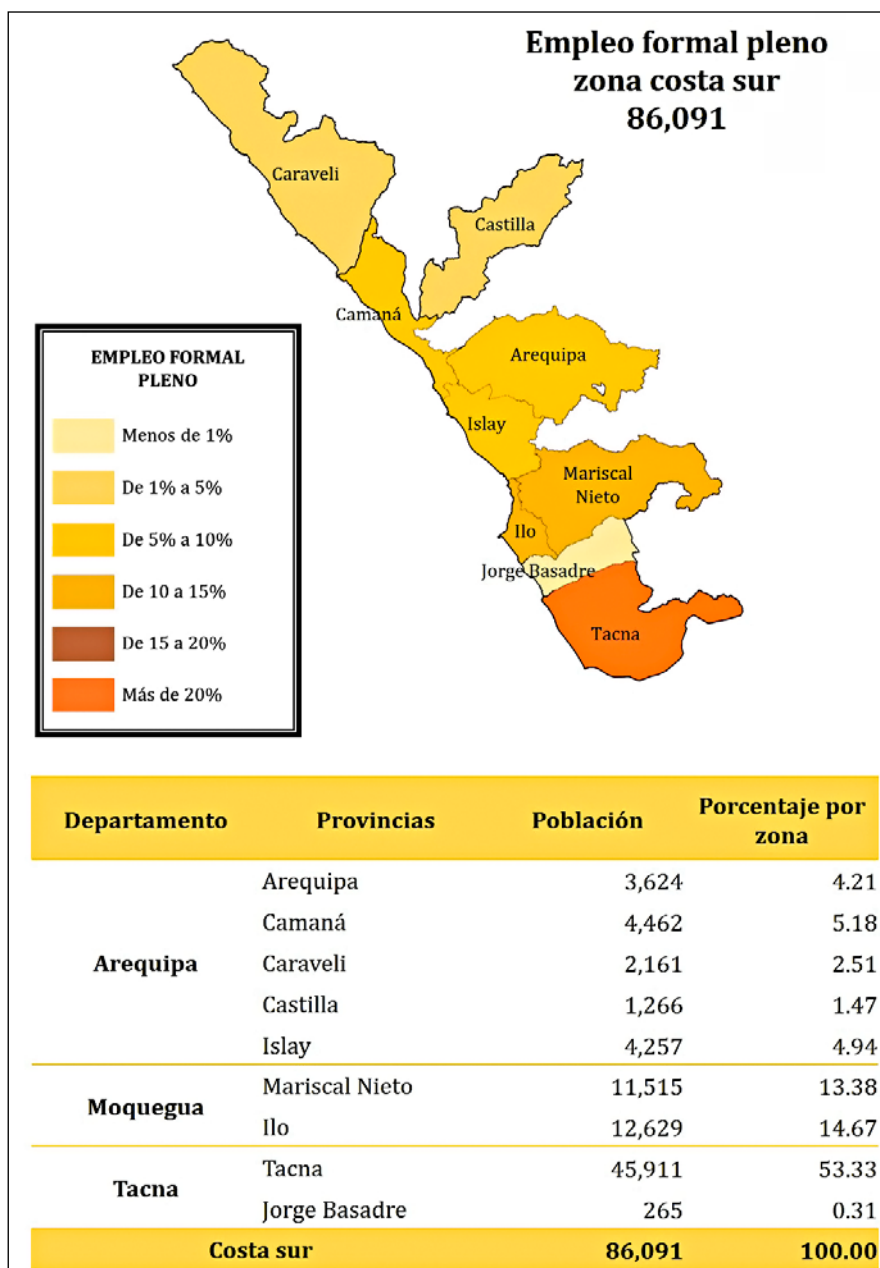 Empleo formal pleno
zona costa sur
86,091
Caraveli
Castilla
Camaná
Arequipa
Islay
Mariscal
Nieto
Ilo
Jorge Basadre
Tacna
EMPLEO FORMAL
PLENO
Menos de 1%
De 1% a 5%
De 5% a 10%
De 10 a 15%
De 15 a 20%
Más de 20%
Departamento Provincias Población Porcentaje por zona
Arequipa
Arequipa 3,624 4.21
Camaná 4,462 5.18
Caraveli 2,161 2.51
Castilla 1,266 1.47
Islay 4,257 4.94
Moquegua
Mariscal Nieto 11,515 13.38
Ilo 12,629 14.67
Tacna
Tacna 45,911 53.33
Jorge Basadre 265 0.31
Costa sur 86,091 100.00